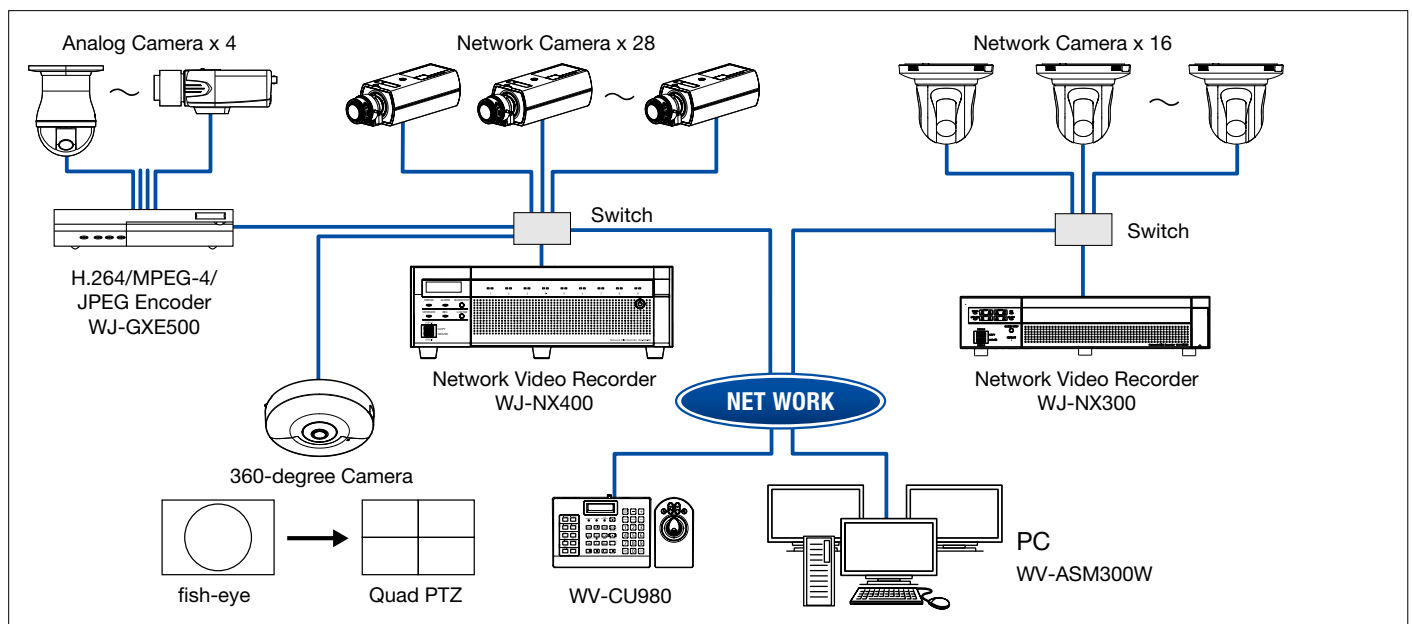 Analog Camera x 4
Network Camera x 28
Network Camera x 16
Switch
Switch
H.264/MPEG-4/
JPEG Encoder
WJ-GXE500
Network Video Recorder
WJ-NX400
Network Video Recorder
WJ-NX300
NET WORK
360-degree Camera
fish-eye
Quad PTZ
WV-CU980
PC
WV-ASM300W